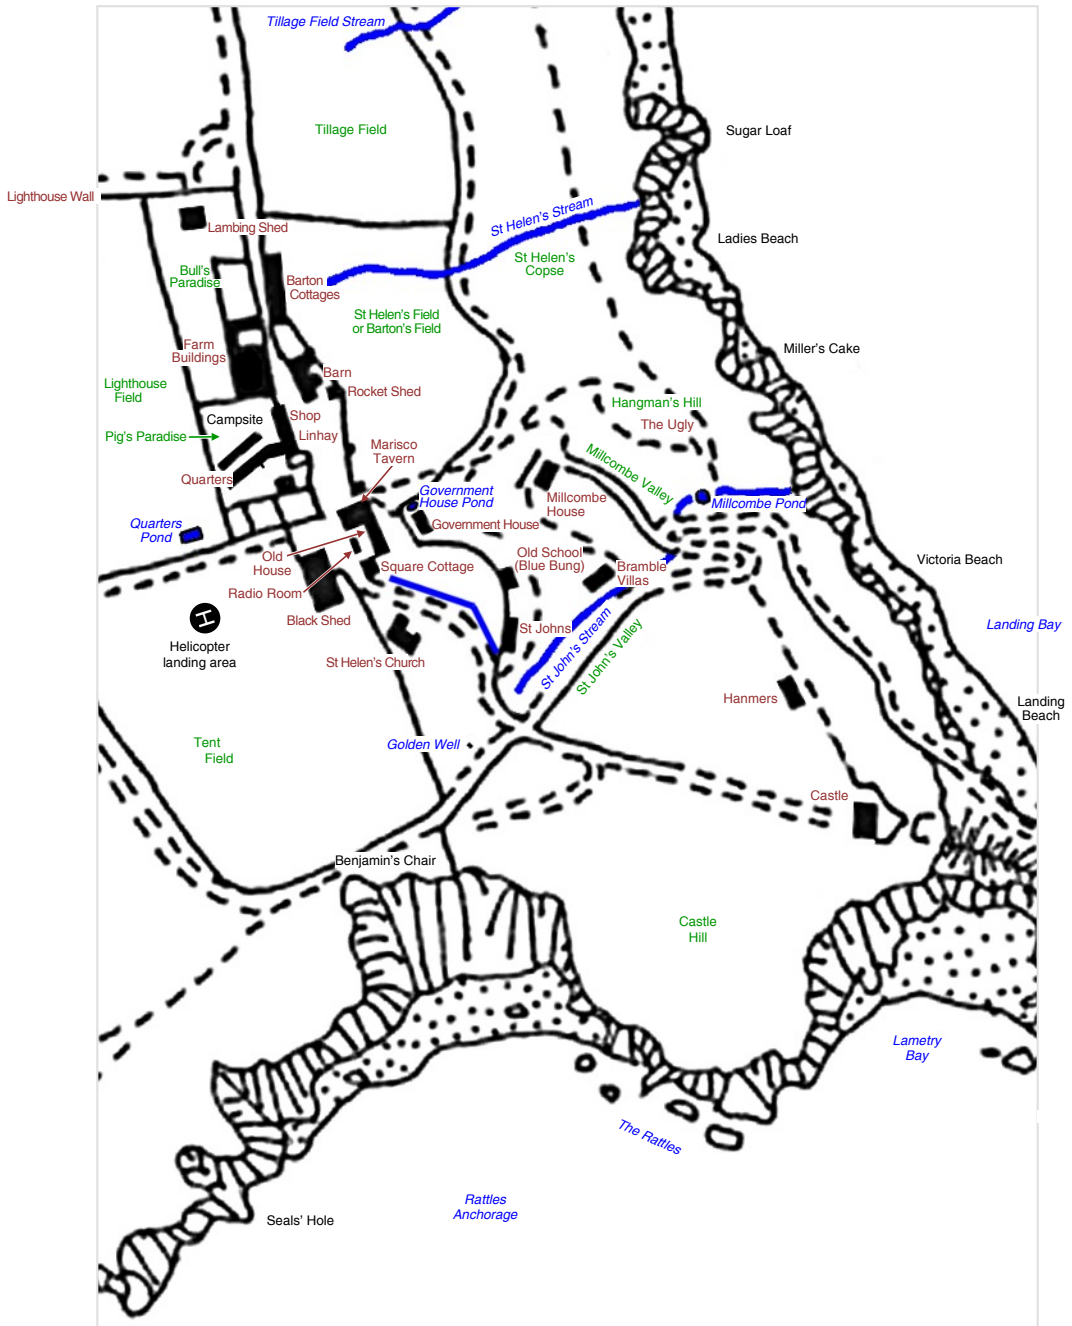 Tillage Field Stream
Tillage Field
Sugar Loaf
Lighthouse Wall
Lambing Shed
St Helen's Stream
Ladies Beach
Bull's
Paradise
Barton
Cottages
St Helen's
Copse
St Helen's Field
or Barton's Field
Farm
Buildings
Miller's Cake
Barn
Rocket Shed
Lighthouse
Field
Hangman's Hill
The Ugly
Campsite
Shop
Linhay
Pig's Paradise
Marisco
Tavern
Quarters
Millcombe Valley
Government
House Pond
Millcombe
House
Millcombe Pond
Quarters
Pond
Government House
Old
House
Old School
(Blue Bung)
Bramble
Villas
Square Cottage
Victoria Beach
Radio Room
Black Shed
St Johns
St John's Stream
St John's Valley
Landing Bay
Helicopter
landing area
St Helen's Church
Hanmers
Landing
Beach
Tent
Field
Golden Well
Castle
Benjamin's Chair
Castle
Hill
Lametry
Bay
The Rattles
Rattles
Anchorage
Seals' Hole
H